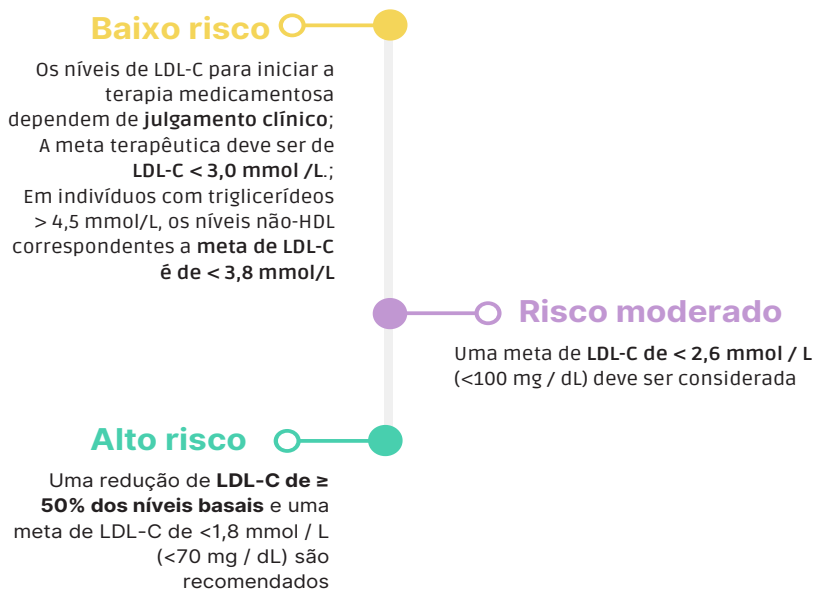 Baixo risco
Os níveis de LDL-C para iniciar a
terapia medicamentosa
dependem de julgamento clínico;
A meta terapêutica deve ser de
LDL-C < 3,0 mmol /L.;
Em indivíduos com triglicerídeos
> 4,5 mmol/L, os níveis não-HDL
correspondentes a meta de LDL-C
é de < 3,8 mmol/L
Risco moderado
Uma meta de LDL-C de < 2,6 mmol / L
(<100 mg / dL) deve ser considerada
Alto risco
Uma redução de LDL-C de ≥
50% dos níveis basais e uma
meta de LDL-C de <1,8 mmol / L
(<70 mg / dL) são
recomendados